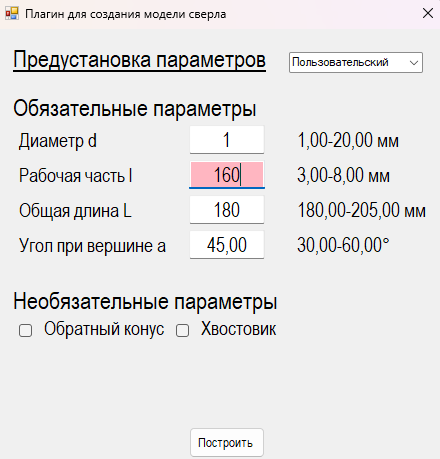 Плагин для создания модели сверла
Предустановка параметров Пользовательский
Обязательные параметры
Диаметр d 1 1,00-20,00 мм
Рабочая часть l 160 3,00-8,00 мм
Общая длина L 180 180,00-205,00 мм
Угол при вершине a 45,00 30,00-60,00°
Необязательные параметры
Обратный конус Хвостовик
Построить